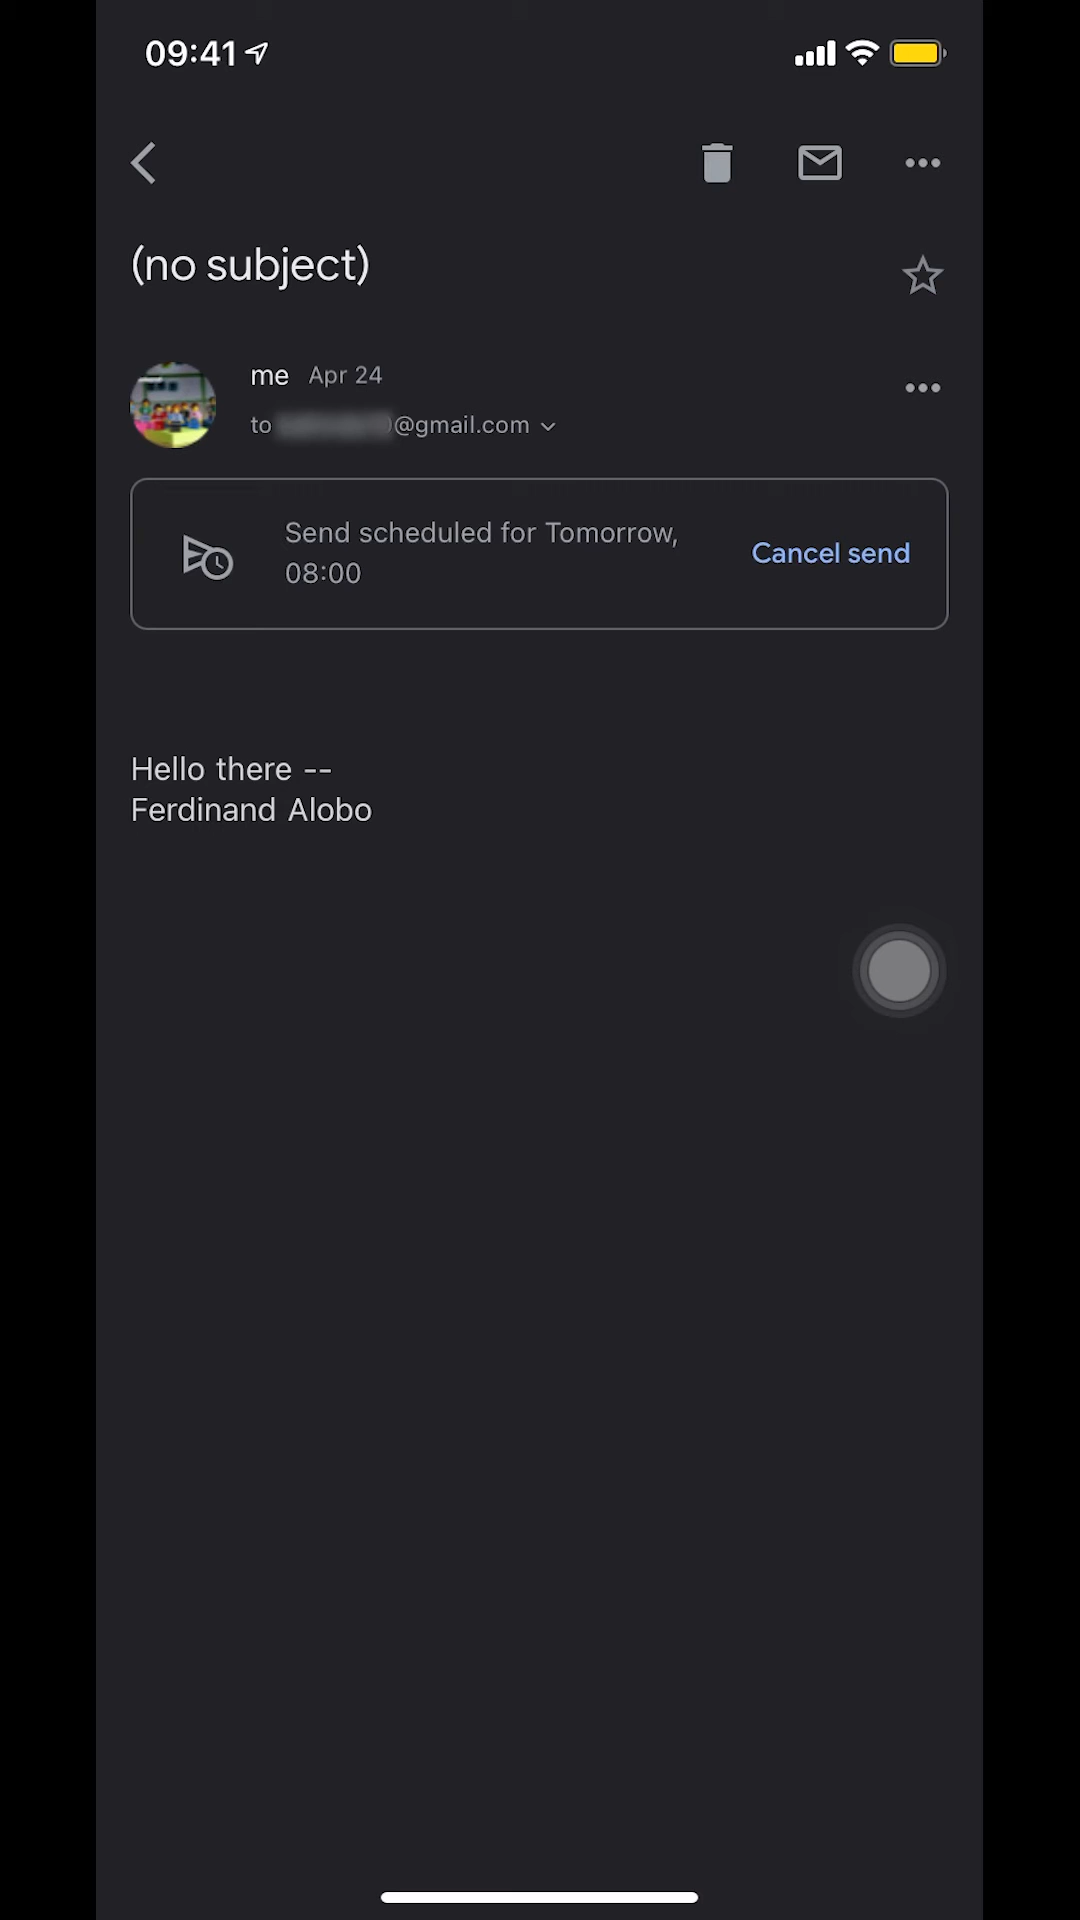 09:41
(no subject)
me Apr 24
to @gmail.com
Send scheduled for Tomorrow,
08:00
Cancel send
Hello there --
Ferdinand Alobo